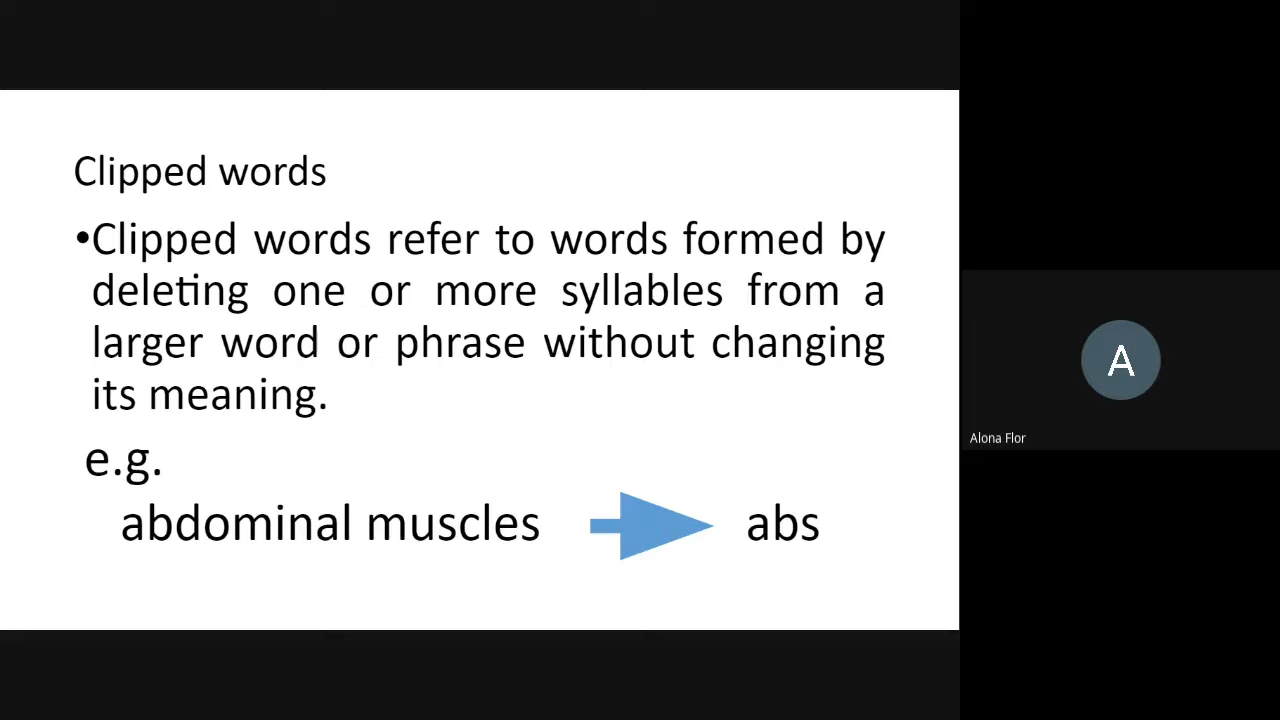 Clipped words
•Clipped words refer to words formed by
deleting one or more syllables from a
larger word or phrase without changing
its meaning.
e.g.
abdominal muscles abs
A
Alona Flor